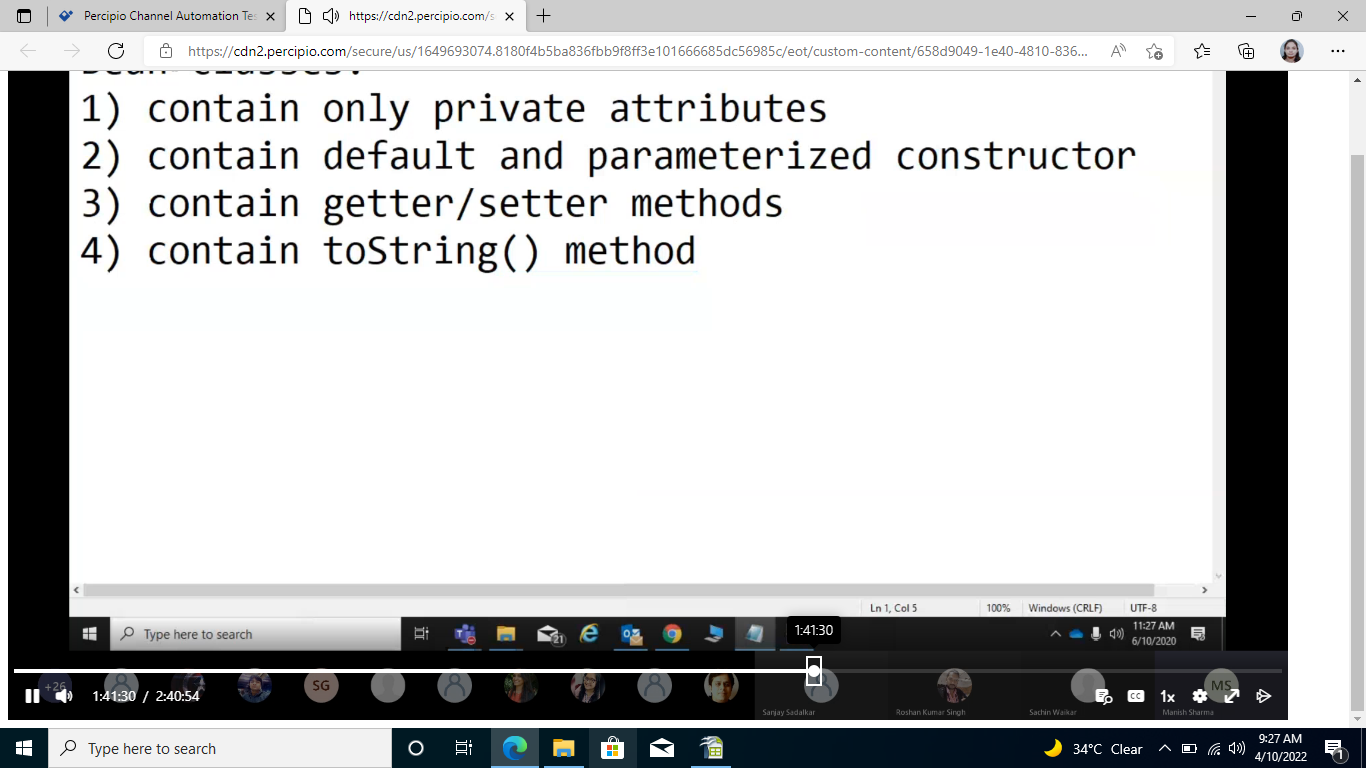 Percipio Channel Automation Tes
https://cdn2.percipio.com/s
https://cdn2.percipio.com/secure/us/1649693074.8180f4b5ba836fbb9f8ff3e101666685dc56985c/eot/custom-content/658d9049-1e40-4810-836...
1) contain only private attributes
2) contain default and parameterized constructor
3) contain getter/setter methods
4) contain toString() method
Ln 1, Col 5 100% Windows (CRLF) UTF-8
Type here to search
21
1:41:30
11:27 AM
6/10/2020
+26
SG
MS
1:41:30 / 2:40:54
CC
1x
Sanjay Sadalkar
Roshan Kumar Singh
Sachin Waikar
Manish Sharma
Type here to search
34°C Clear
9:27 AM
4/10/2022
1